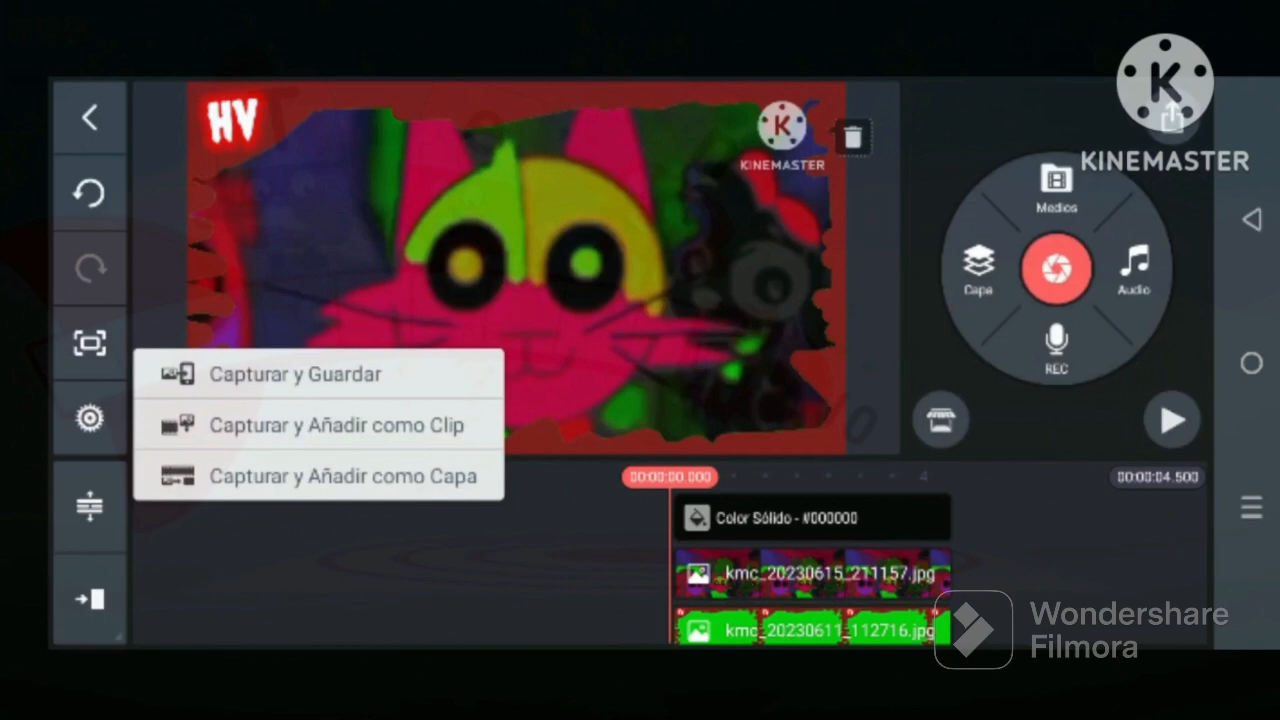 HV
KINEMASTER
KINEMASTER
Medios
Capa
Audio
REC
Capturar y Guardar
Capturar y Añadir como Clip
Capturar y Añadir como Capa
00:00:00.000
4
00:00:04.500
Color Sólido - #000000
kmc_20230615_211157.jpg
kmc_20230611_112716.jpg
Wondershare
Filmora